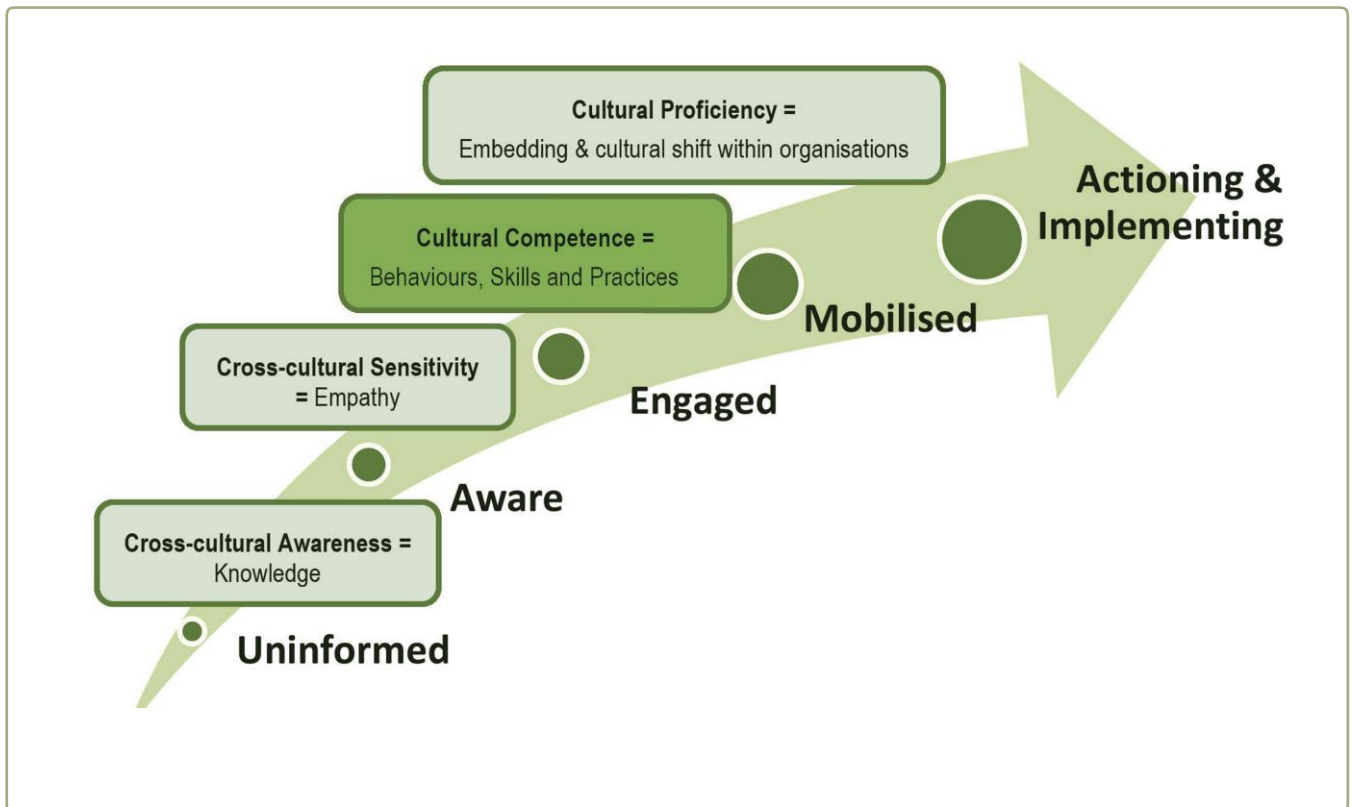 Cultural Proficiency =
Embedding & cultural shift within organisations
Actioning &
Implementing
Cultural Competence =
Behaviours, Skills and Practices
Mobilised
Cross-cultural Sensitivity
= Empathy
Engaged
Aware
Cross-cultural Awareness =
Knowledge
Uninformed